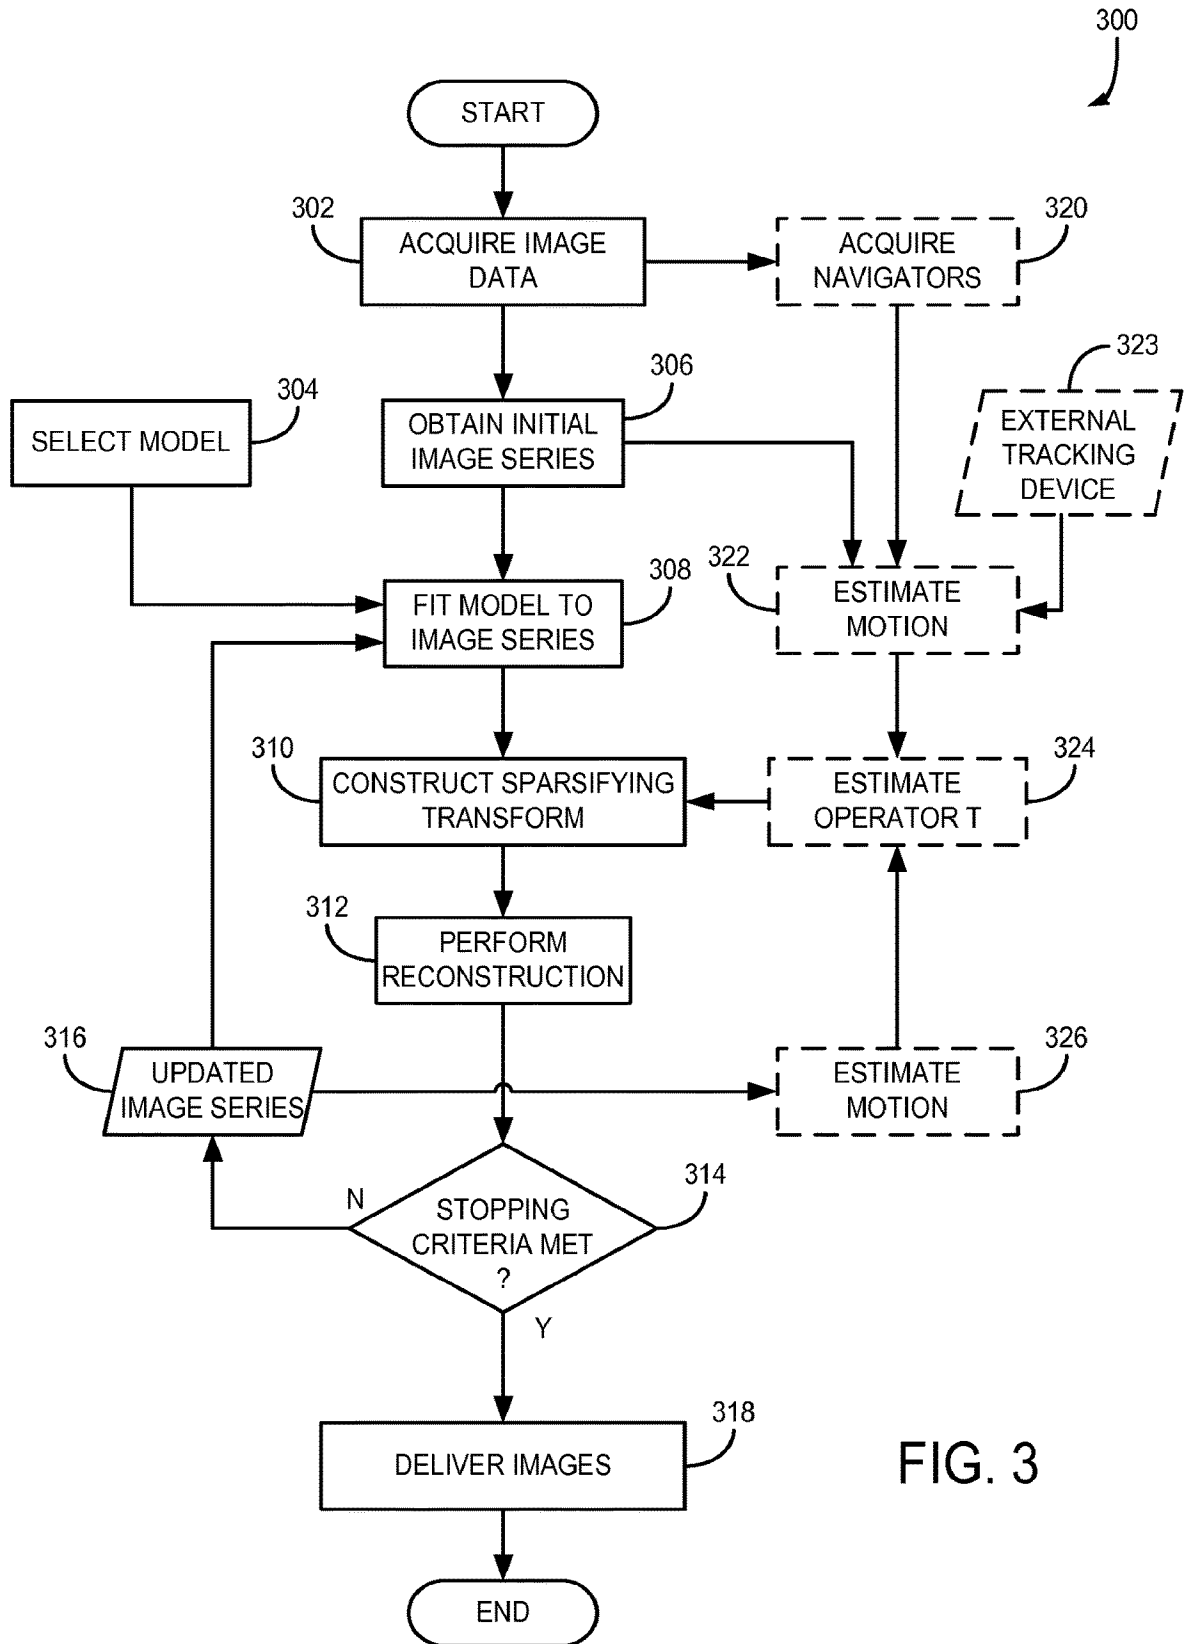 300
START
302
ACQUIRE IMAGE
DATA
320
ACQUIRE
NAVIGATORS
323
EXTERNAL
TRACKING
DEVICE
304
SELECT MODEL
306
OBTAIN INITIAL
IMAGE SERIES
322
ESTIMATE
MOTION
308
FIT MODEL TO
IMAGE SERIES
310
CONSTRUCT SPARSIFYING
TRANSFORM
324
ESTIMATE
OPERATOR T
312
PERFORM
RECONSTRUCTION
316
UPDATED
IMAGE SERIES
326
ESTIMATE
MOTION
314
N
STOPPING
CRITERIA MET
?
Y
318
DELIVER IMAGES
FIG. 3
END